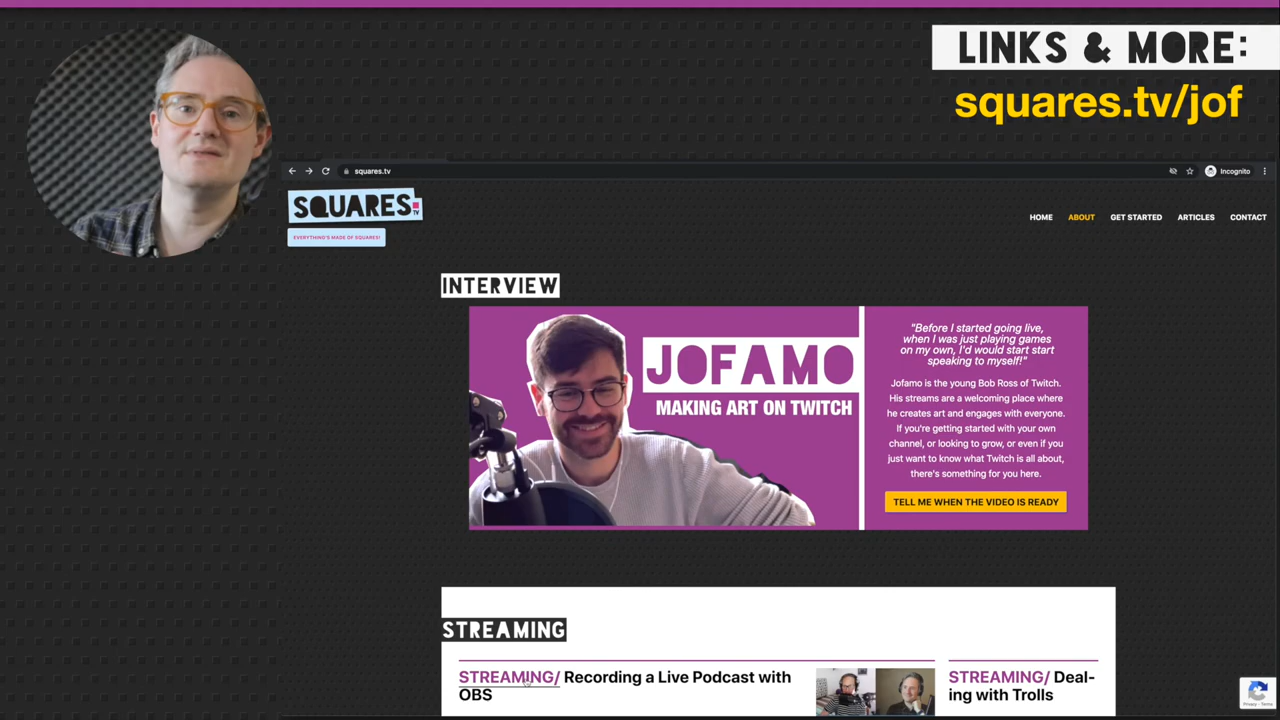 LINKS & MORE:
squares.tv/jof
squares.tv
Incognito
SQUARES.TV
EVERYTHING'S MADE OF SQUARES!
HOME
ABOUT
GET STARTED
ARTICLES
CONTACT
INTERVIEW
JOFAMO
MAKING ART ON TWITCH
"Before I started going live,
when I was just playing games
on my own, I'd would start start
speaking to myself!"
Jofamo is the young Bob Ross of Twitch.
His streams are a welcoming place where
he creates art and engages with everyone.
If you're getting started with your own
channel, or looking to grow, or even if you
just want to know what Twitch is all about,
there's something for you here.
TELL ME WHEN THE VIDEO IS READY
STREAMING
STREAMING/ Recording a Live Podcast with
OBS
STREAMING/ Deal-
ing with Trolls
Privacy - Terms